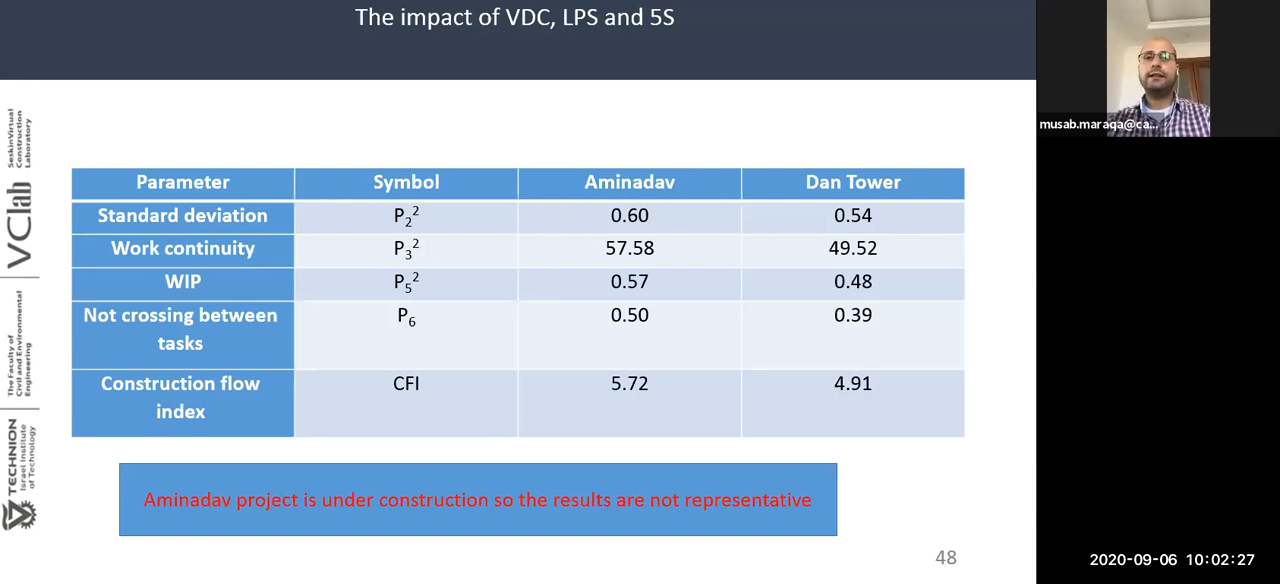 The impact of VDC, LPS and 5S
musab.maraqa@ca...
Seskin Virtual
Construction
Laboratory
VClab
The Faculty of
Civil and Environmental
Engineering
TECHNION
Israel Institute
of Technology
Parameter Symbol Aminadav Dan Tower
Standard deviation P₂² 0.60 0.54
Work continuity P₃² 57.58 49.52
WIP P₅² 0.57 0.48
Not crossing between P₆ 0.50 0.39
tasks
Construction flow CFI 5.72 4.91
index
Aminadav project is under construction so the results are not representative
48
2020-09-06 10:02:27